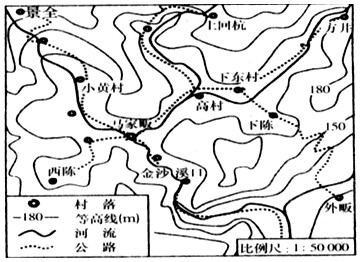 景全
上回杭
万井
小黄村
下东村
180
高村
下陈
150
马家畈
西陈
金沙
溪口
外畈
● 村落
—180— 等高线(m)
河流
公路
比例尺:1:50 000